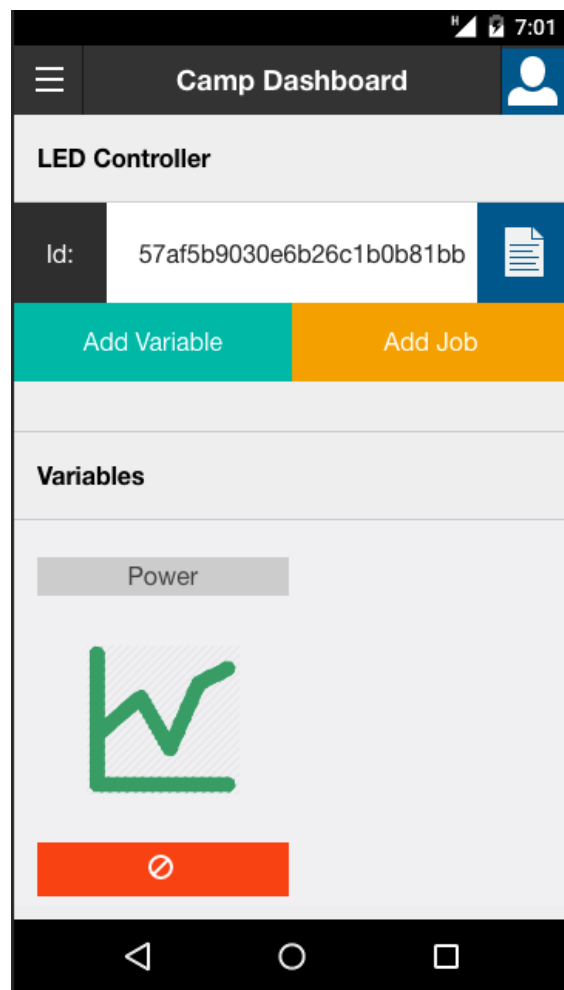 H 7:01
Camp Dashboard
LED Controller
Id: 57af5b9030e6b26c1b0b81bb
Add Variable Add Job
Variables
Power